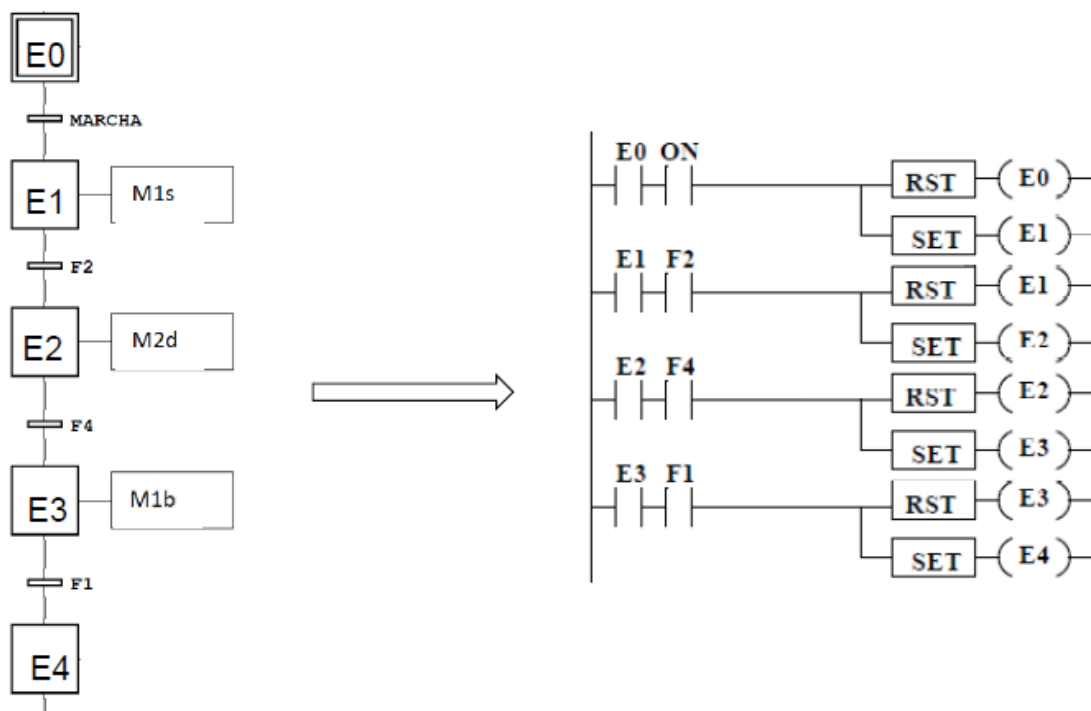 E0
MARCHA
E1
M1s
F2
E2
M2d
F4
E3
M1b
F1
E4
E0 ON
RST
E0
SET
E1
E1 F2
RST
E1
SET
E2
E2 F4
RST
E2
SET
E3
E3 F1
RST
E3
SET
E4